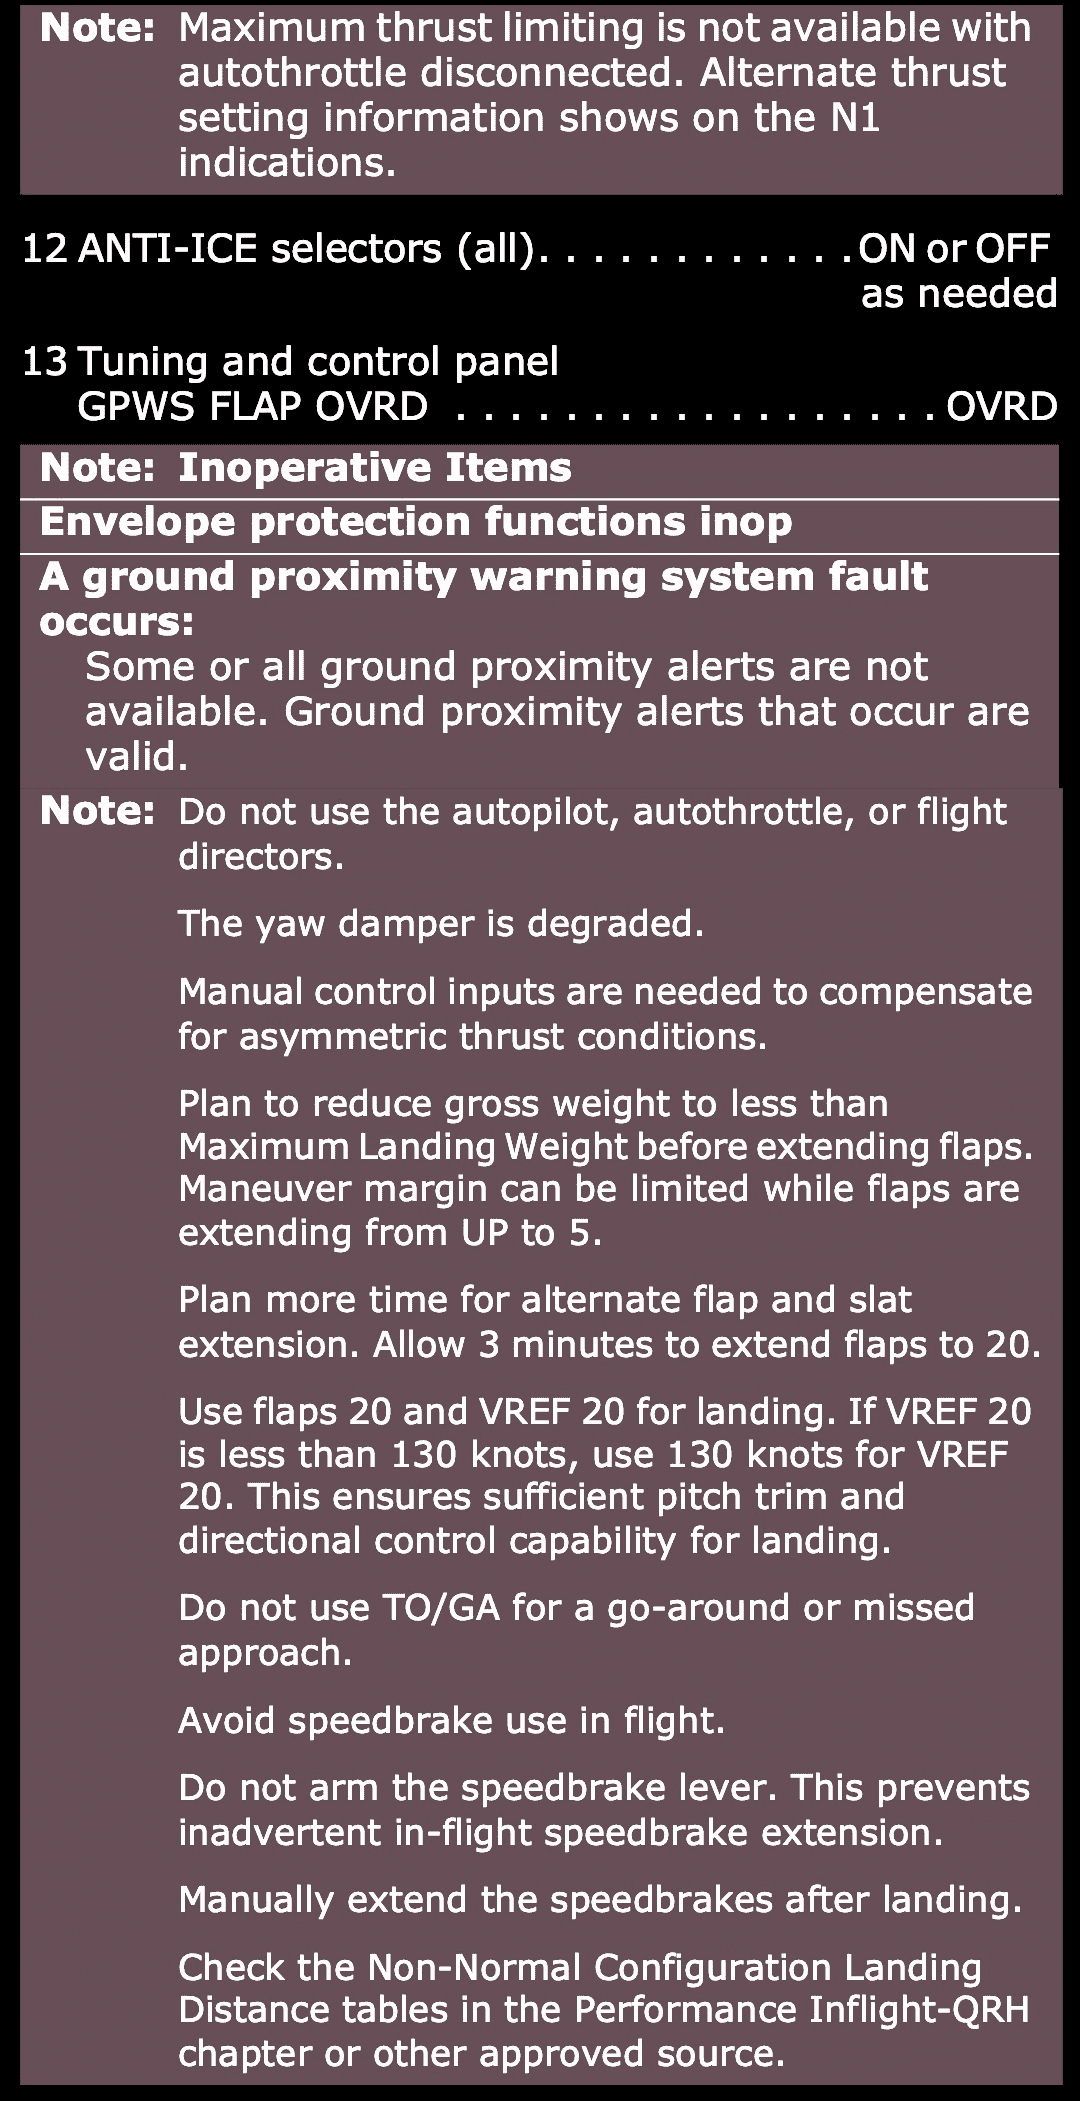 Note: Maximum thrust limiting is not available with
autothrottle disconnected. Alternate thrust
setting information shows on the N1
indications.
12 ANTI-ICE selectors (all). . . . . . . . . . . . ON or OFF
as needed
13 Tuning and control panel
GPWS FLAP OVRD . . . . . . . . . . . . . . . . . . OVRD
Note: Inoperative Items
Envelope protection functions inop
A ground proximity warning system fault
occurs:
Some or all ground proximity alerts are not
available. Ground proximity alerts that occur are
valid.
Note: Do not use the autopilot, autothrottle, or flight
directors.
The yaw damper is degraded.
Manual control inputs are needed to compensate
for asymmetric thrust conditions.
Plan to reduce gross weight to less than
Maximum Landing Weight before extending flaps.
Maneuver margin can be limited while flaps are
extending from UP to 5.
Plan more time for alternate flap and slat
extension. Allow 3 minutes to extend flaps to 20.
Use flaps 20 and VREF 20 for landing. If VREF 20
is less than 130 knots, use 130 knots for VREF
20. This ensures sufficient pitch trim and
directional control capability for landing.
Do not use TO/GA for a go-around or missed
approach.
Avoid speedbrake use in flight.
Do not arm the speedbrake lever. This prevents
inadvertent in-flight speedbrake extension.
Manually extend the speedbrakes after landing.
Check the Non-Normal Configuration Landing
Distance tables in the Performance Inflight-QRH
chapter or other approved source.